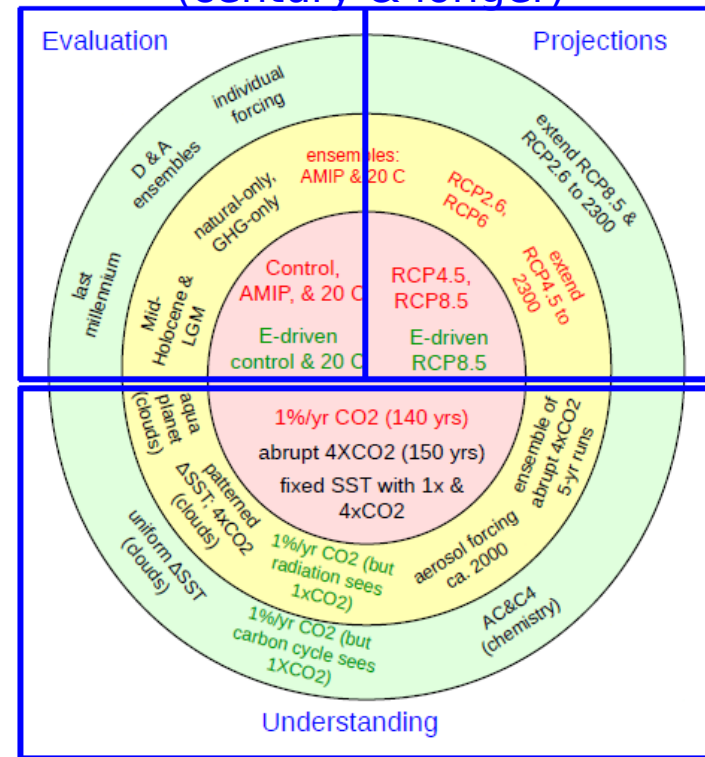 (century & longer)
Evaluation
Projections
individual
forcing
D & A
ensembles
last
millennium
extend RCP8.5 &
RCP2.6 to 2300
ensembles:
AMIP & 20 C
natural-only,
GHG-only
Mid-
Holocene &
LGM
RCP2.6,
RCP6
extend
RCP4.5 to
2300
Control,
AMIP, & 20 C
E-driven
control & 20 C
RCP4.5,
RCP8.5
E-driven
RCP8.5
1%/yr CO2 (140 yrs)
abrupt 4XCO2 (150 yrs)
fixed SST with 1x &
4xCO2
aqua
planet
(clouds)
patterned
ΔSST; 4xCO2
(clouds)
1%/yr CO2 (but
radiation sees
1xCO2)
aerosol forcing
ca. 2000
ensemble of
abrupt 4xCO2
5-yr runs
uniform ΔSST
(clouds)
1%/yr CO2 (but
carbon cycle sees
1XCO2)
AC&C4
(chemistry)
Understanding